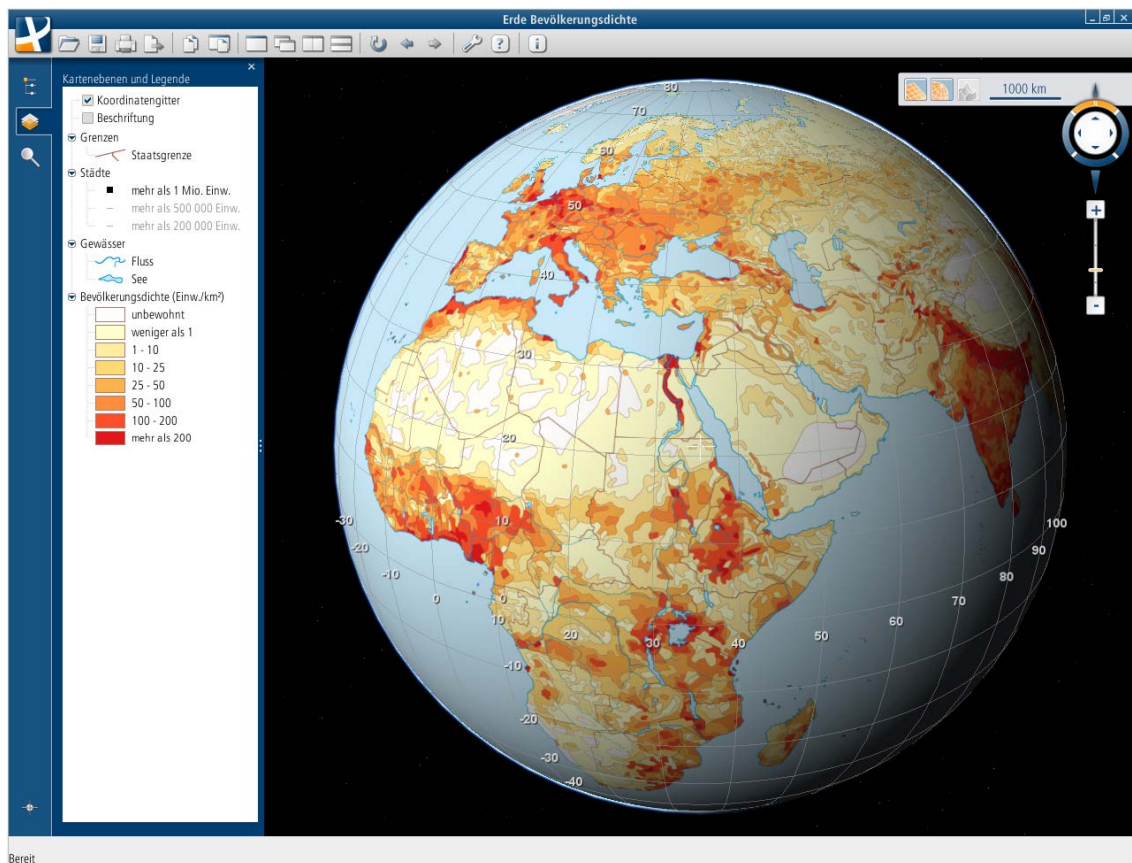 Erde Bevölkerungsdichte
Kartenebenen und Legende
Koordinatengitter
Beschriftung
Grenzen
Staatsgrenze
Städte
mehr als 1 Mio. Einw.
mehr als 500 000 Einw.
mehr als 200 000 Einw.
Gewässer
Fluss
See
Bevölkerungsdichte (Einw./km²)
unbewohnt
weniger als 1
1 - 10
10 - 25
25 - 50
50 - 100
100 - 200
mehr als 200
1000 km
N
80
70
60
50
40
30
20
10
-30
-20
-10
0
0
10
20
30
40
50
60
70
80
90
100
-10
-20
-30
-40
Bereit